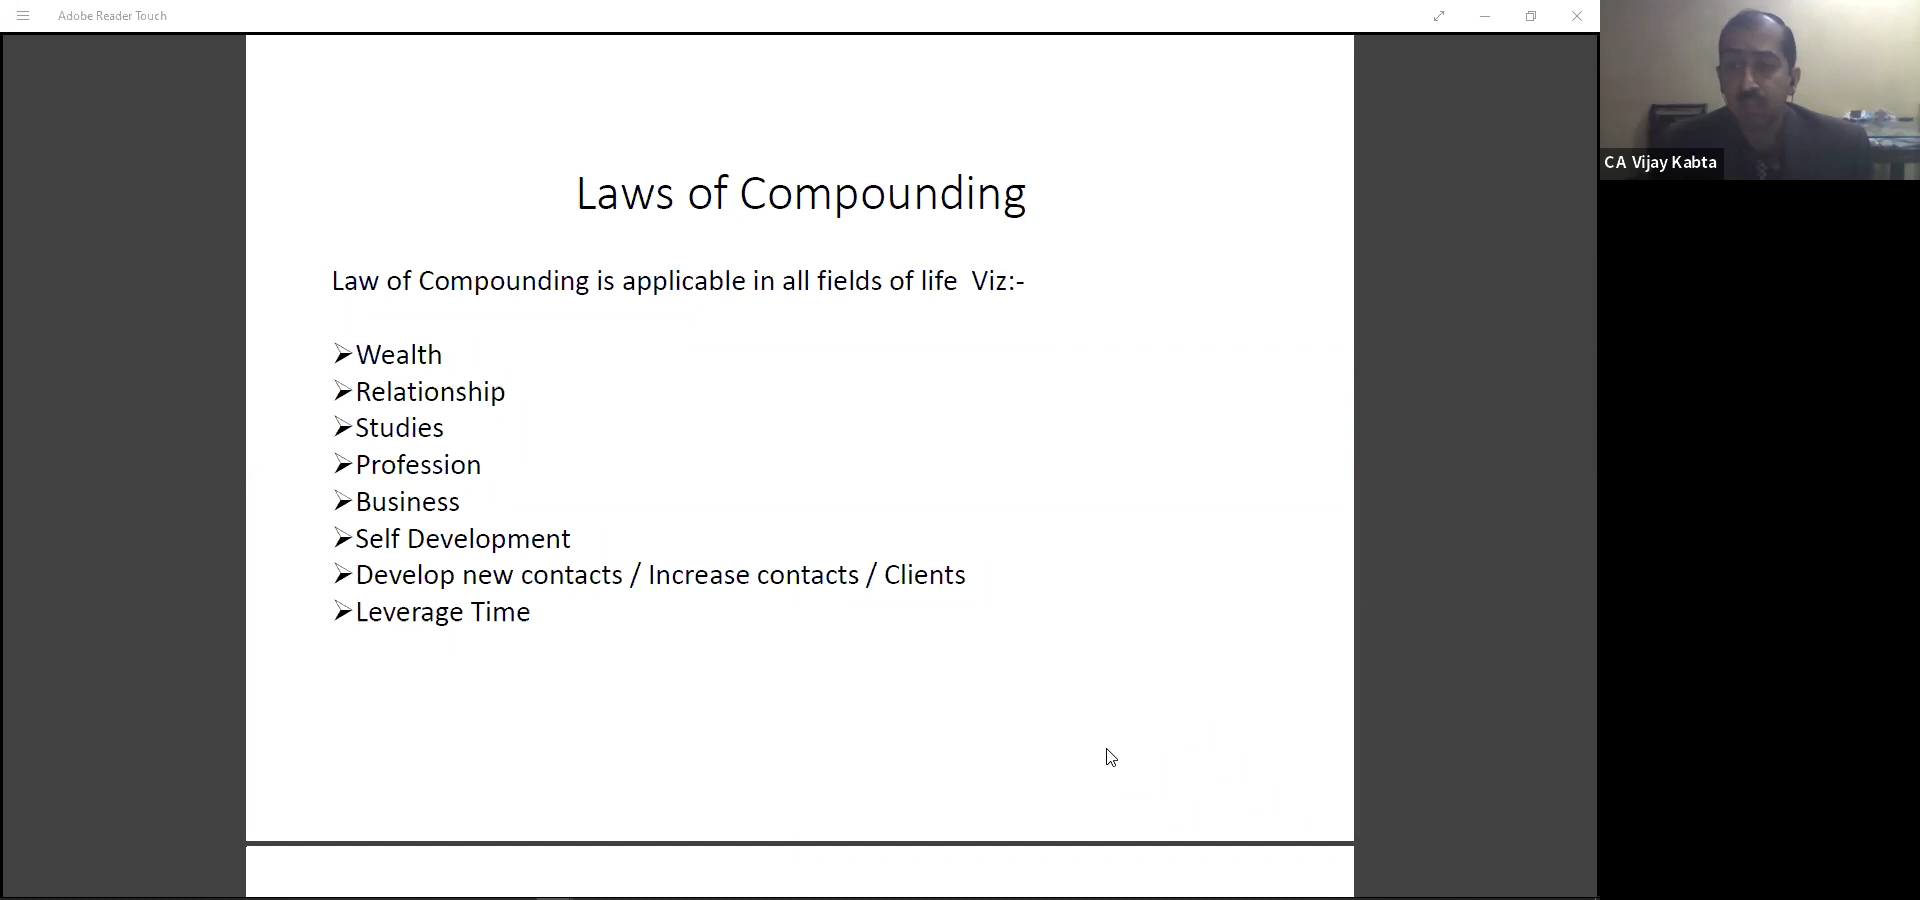 Adobe Reader Touch
CA Vijay Kabta
Laws of Compounding
Law of Compounding is applicable in all fields of life  Viz:-
➢Wealth
➢Relationship
➢Studies
➢Profession
➢Business
➢Self Development
➢Develop new contacts / Increase contacts / Clients
➢Leverage Time